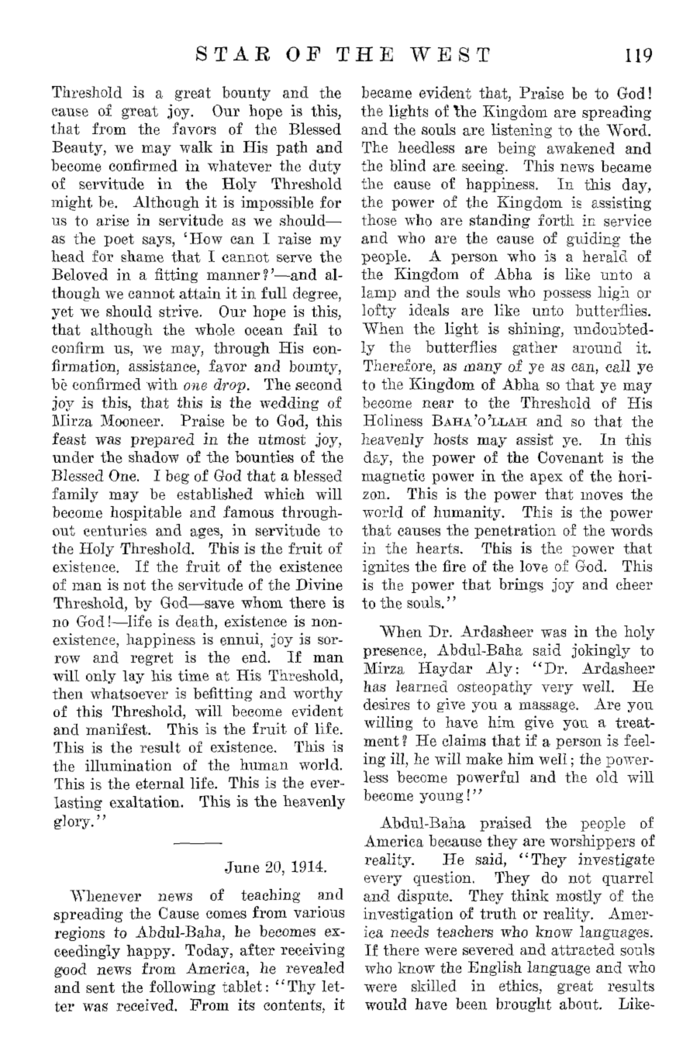 STAR OF THE WEST 119
Threshold is a great bounty and the
cause of great joy. Our hope is this,
that from the favors of the Blessed
Beauty, we may walk in His path and
become confirmed in whatever the duty
of servitude in the Holy Threshold
might be. Although it is impossible for
us to arise in servitude as we should—
as the poet says, ‘How can I raise my
head for shame that I cannot serve the
Beloved in a fitting manner?’—and al-
though we cannot attain it in full degree,
yet we should strive. Our hope is this,
that although the whole ocean fail to
confirm us, we may, through His con-
firmation, assistance, favor and bounty,
be confirmed with one drop. The second
joy is this, that this is the wedding of
Mirza Mooneer. Praise be to God, this
feast was prepared in the utmost joy,
under the shadow of the bounties of the
Blessed One. I beg of God that a blessed
family may be established which will
become hospitable and famous through-
out centuries and ages, in servitude to
the Holy Threshold. This is the fruit of
existence. If the fruit of the existence
of man is not the servitude of the Divine
Threshold, by God—save whom there is
no God!—life is death, existence is non-
existence, happiness is ennui, joy is sor-
row and regret is the end. If man
will only lay his time at His Threshold,
then whatsoever is befitting and worthy
of this Threshold, will become evident
and manifest. This is the fruit of life.
This is the result of existence. This is
the illumination of the human world.
This is the eternal life. This is the ever-
lasting exaltation. This is the heavenly
glory.”
June 20, 1914.
Whenever news of teaching and
spreading the Cause comes from various
regions to Abdul-Baha, he becomes ex-
ceedingly happy. Today, after receiving
good news from America, he revealed
and sent the following tablet: “Thy let-
ter was received. From its contents, it
became evident that, Praise be to God!
the lights of the Kingdom are spreading
and the souls are listening to the Word.
The heedless are being awakened and
the blind are seeing. This news became
the cause of happiness. In this day,
the power of the Kingdom is assisting
those who are standing forth in service
and who are the cause of guiding the
people. A person who is a herald of
the Kingdom of Abha is like unto a
lamp and the souls who possess high or
lofty ideals are like unto butterflies.
When the light is shining, undoubted-
ly the butterflies gather around it.
Therefore, as many of ye as can, call ye
to the Kingdom of Abha so that ye may
become near to the Threshold of His
Holiness BAHA’O’LLAH and so that the
heavenly hosts may assist ye. In this
day, the power of the Covenant is the
magnetic power in the apex of the hori-
zon. This is the power that moves the
world of humanity. This is the power
that causes the penetration of the words
in the hearts. This is the power that
ignites the fire of the love of God. This
is the power that brings joy and cheer
to the souls.”
When Dr. Ardasheer was in the holy
presence, Abdul-Baha said jokingly to
Mirza Haydar Aly: “Dr. Ardasheer
has learned osteopathy very well. He
desires to give you a massage. Are you
willing to have him give you a treat-
ment? He claims that if a person is feel-
ing ill, he will make him well; the power-
less become powerful and the old will
become young!”
Abdul-Baha praised the people of
America because they are worshippers of
reality. He said, “They investigate
every question. They do not quarrel
and dispute. They think mostly of the
investigation of truth or reality. Amer-
ica needs teachers who know languages.
If there were severed and attracted souls
who know the English language and who
were skilled in ethics, great results
would have been brought about. Like-